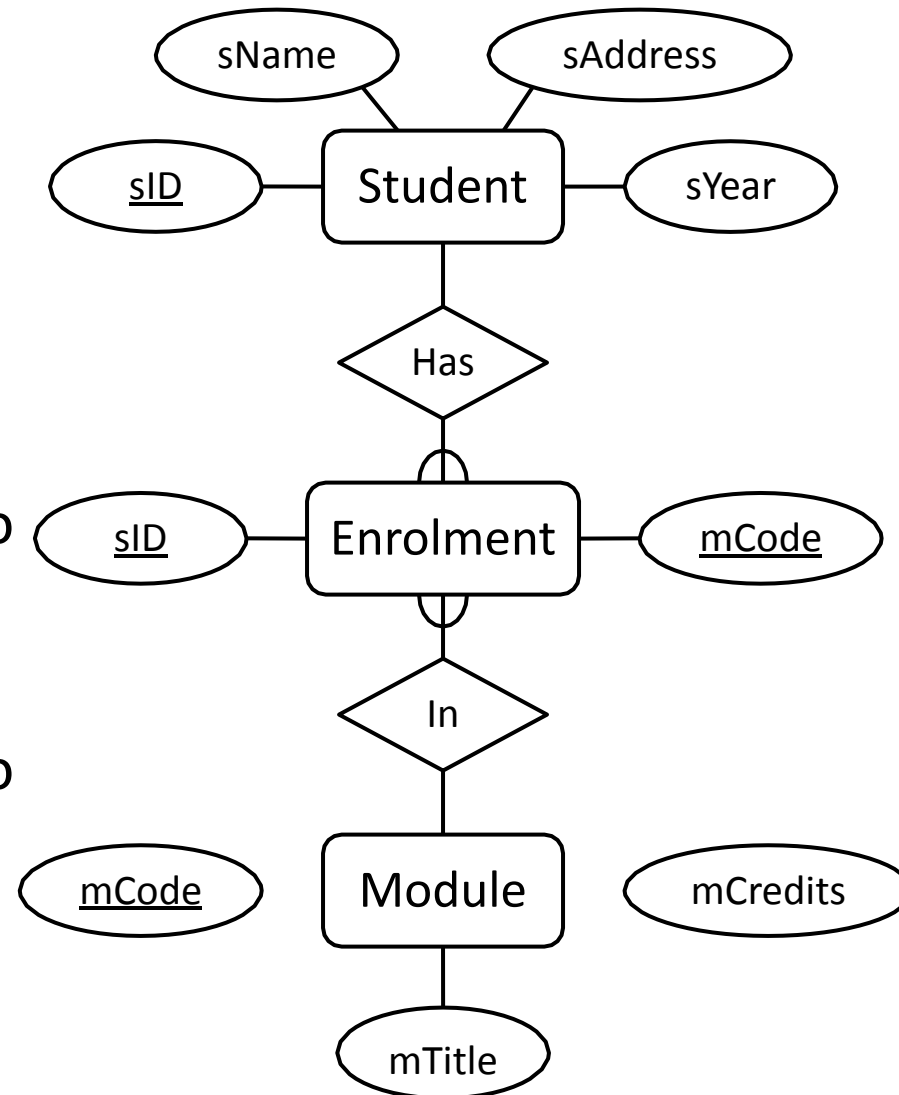 sName
sAddress
sID
Student
sYear
Has
sID
Enrolment
mCode
In
mCode
Module
mCredits
mTitle